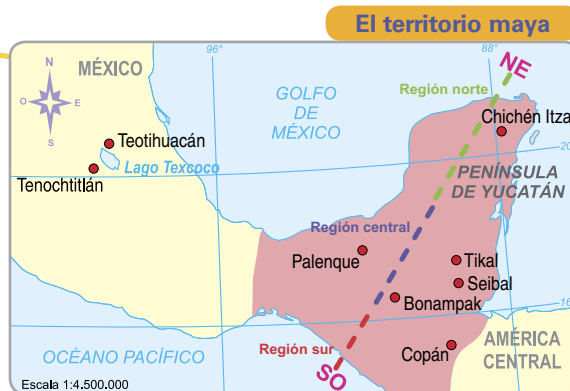 El territorio maya
96°
88°
N
O
E
S
MÉXICO
NE
GOLFO
DE
MÉXICO
Región norte
Chichén Itza
Teotihuacán
Lago Texcoco
Tenochtitlán
20
PENÍNSULA
DE YUCATÁN
Región central
Palenque
Tikal
Seibal
Bonampak
16
AMÉRICA
CENTRAL
OCÉANO PACÍFICO
Región sur
Copán
SO
Escala 1:4.500.000